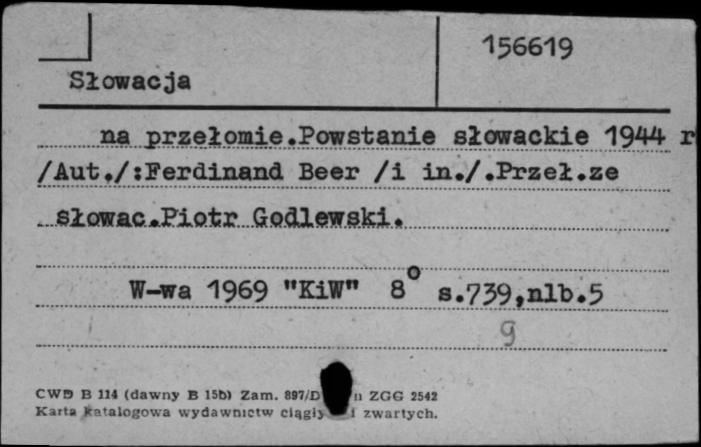 156619
Słowacja
na przełomie.Powstanie słowackie 1944 r
/Aut./:Ferdinand Beer /i in./.Przeł.ze
słowac.Piotr Godlewski.
W-wa 1969 "KiW" 8° s.739,nlb.5
9
CWD B 114 (dawny B 15b) Zam. 897/D n ZGG 2542
Karta katalogowa wydawnictw ciągły i zwartych.